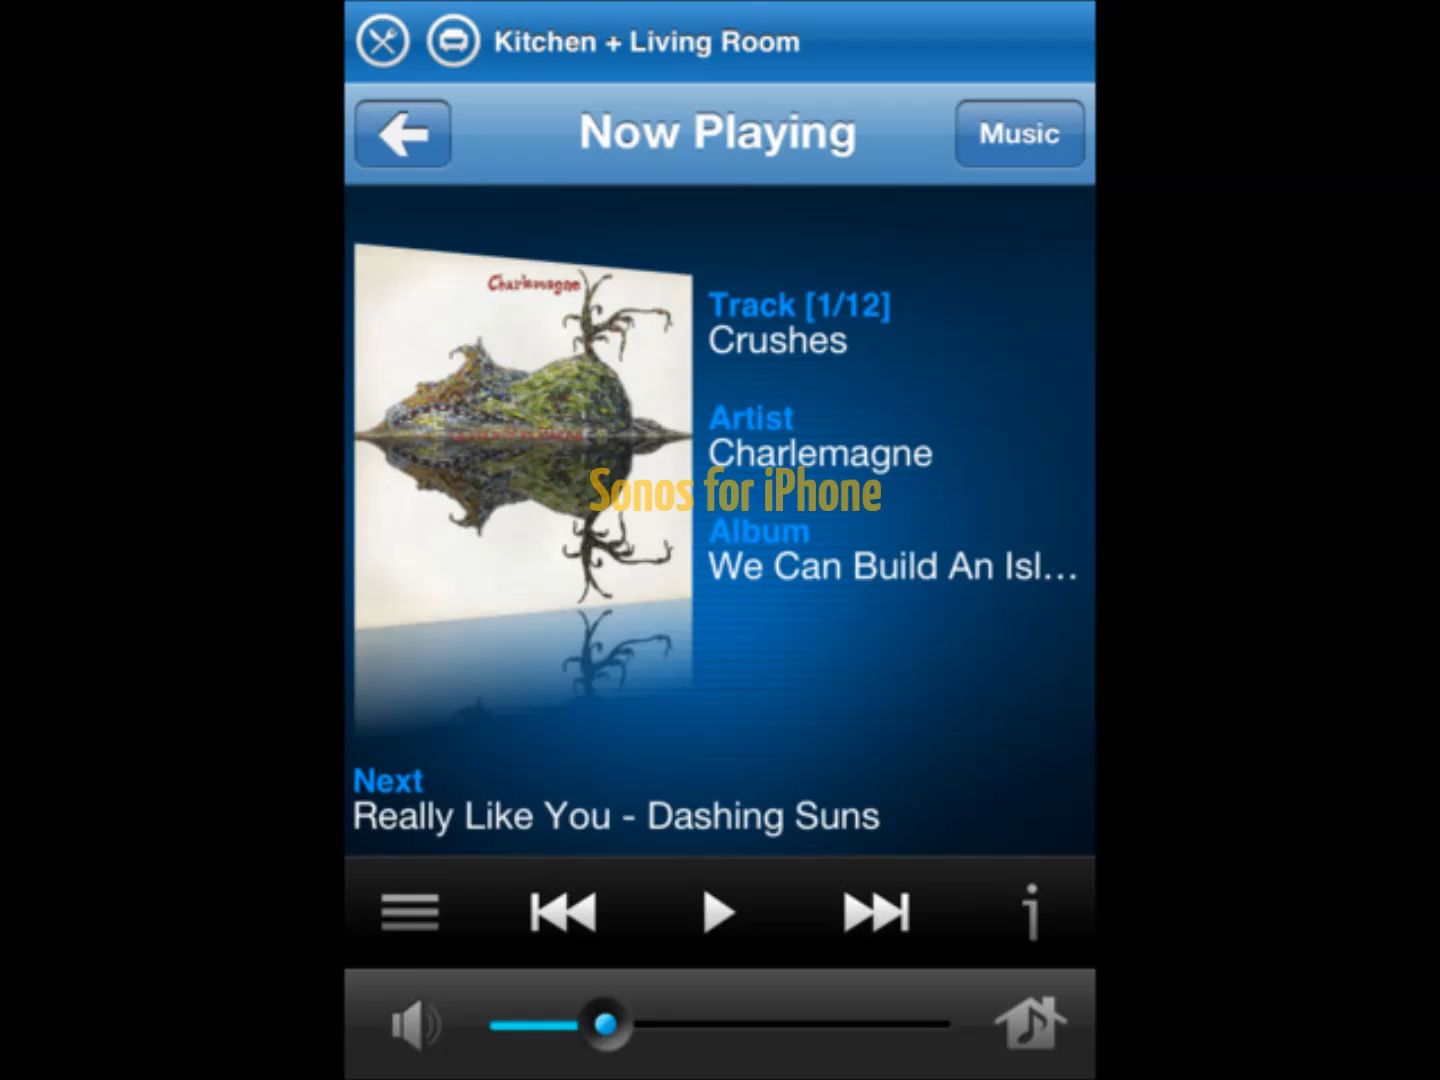 Kitchen + Living Room
Now Playing
Music
Charlemagne
Track [1/12]
Crushes
Artist
Charlemagne
Sonos for iPhone
Album
We Can Build An Isl...
Next
Really Like You - Dashing Suns